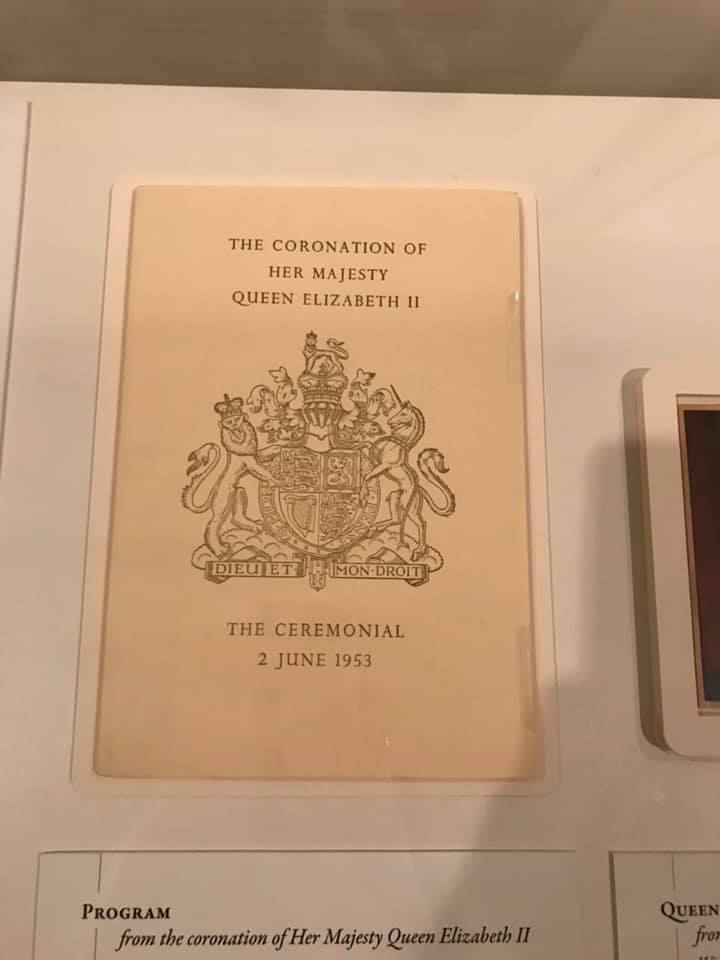 THE CORONATION OF
HER MAJESTY
QUEEN ELIZABETH II
DIEU ET MON·DROIT
THE CEREMONIAL
2 JUNE 1953
PROGRAM
from the coronation of Her Majesty Queen Elizabeth II
QUEEN